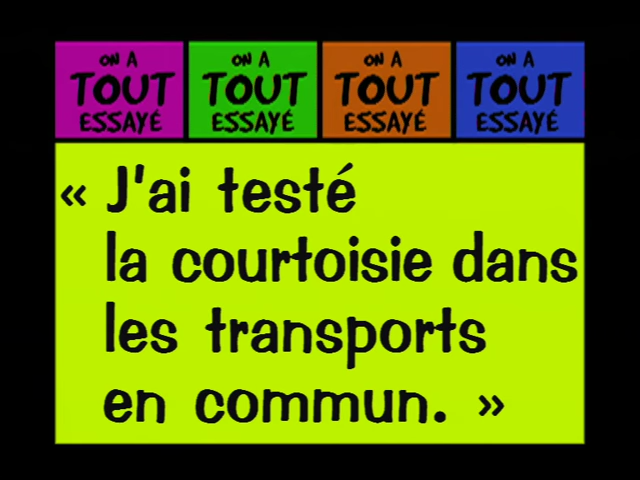 ON A TOUT ESSAYÉ
ON A TOUT ESSAYÉ
ON A TOUT ESSAYÉ
ON A TOUT ESSAYÉ
« J'ai testé
la courtoisie dans
les transports
en commun. »